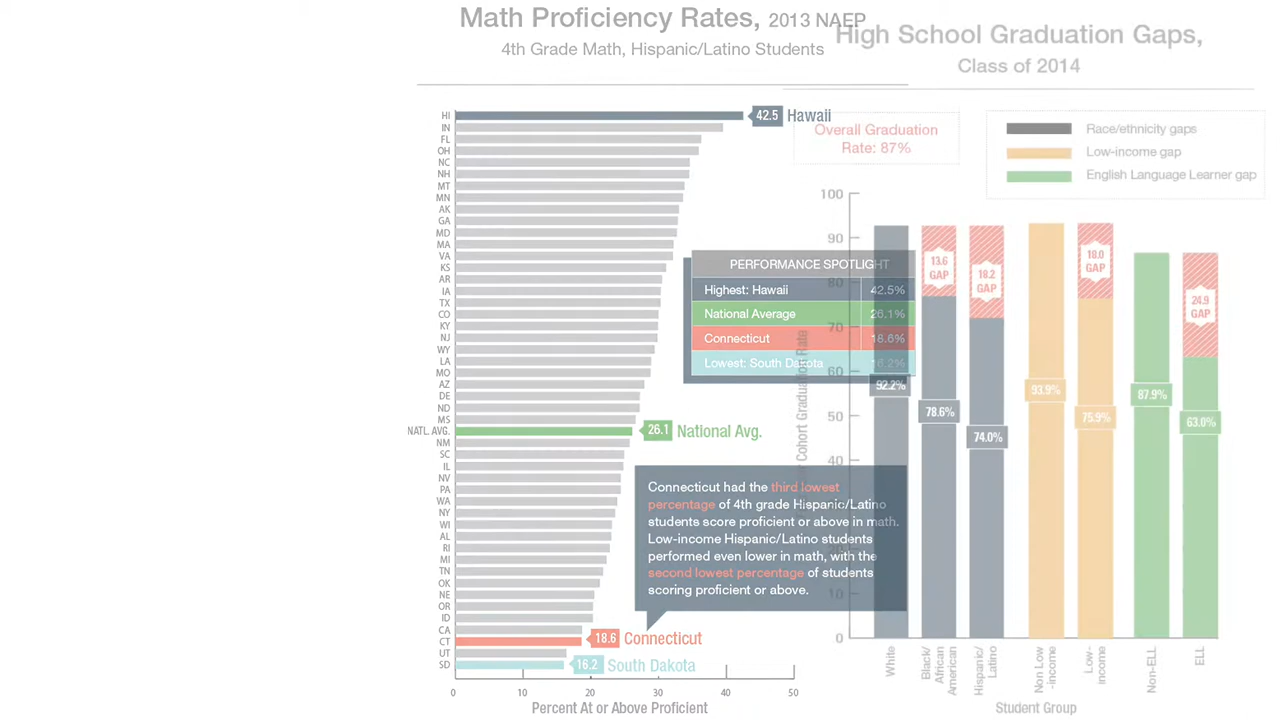 Math Proficiency Rates, 2013 NAEP
4th Grade Math, Hispanic/Latino Students
HI
IN
FL
OH
NC
NH
MT
MN
AK
GA
MD
MA
VA
KS
AR
IA
TX
CO
KY
NJ
WY
LA
MO
AZ
DE
ND
MS
NATL. AVG.
NM
SC
IL
NV
PA
WA
NY
WI
AL
RI
MI
TN
OK
NE
OR
ID
CA
CT
UT
SD
42.5 Hawaii
26.1 National Avg.
18.6 Connecticut
16.2 South Dakota
PERFORMANCE SPOTLIGHT
Highest: Hawaii 42.5%
National Average 26.1%
Connecticut 18.6%
Lowest: South Dakota 16.2%
Connecticut had the third lowest
percentage of 4th grade Hispanic/Latino
students score proficient or above in math.
Low-income Hispanic/Latino students
performed even lower in math, with the
second lowest percentage of students
scoring proficient or above.
0 10 20 30 40 50
Percent At or Above Proficient
High School Graduation Gaps,
Class of 2014
Overall Graduation
Rate: 87%
Race/ethnicity gaps
Low-income gap
English Language Learner gap
100
90
80
70
60
50
40
20
10
0
Cohort Graduation Rate
13.6
GAP
18.2
GAP
18.0
GAP
24.9
GAP
92.2%
78.6%
74.0%
93.9%
75.9%
87.9%
63.0%
White
Black/
African
American
Hispanic/
Latino
Non Low
-income
Low-
income
Non-ELL
ELL
Student Group